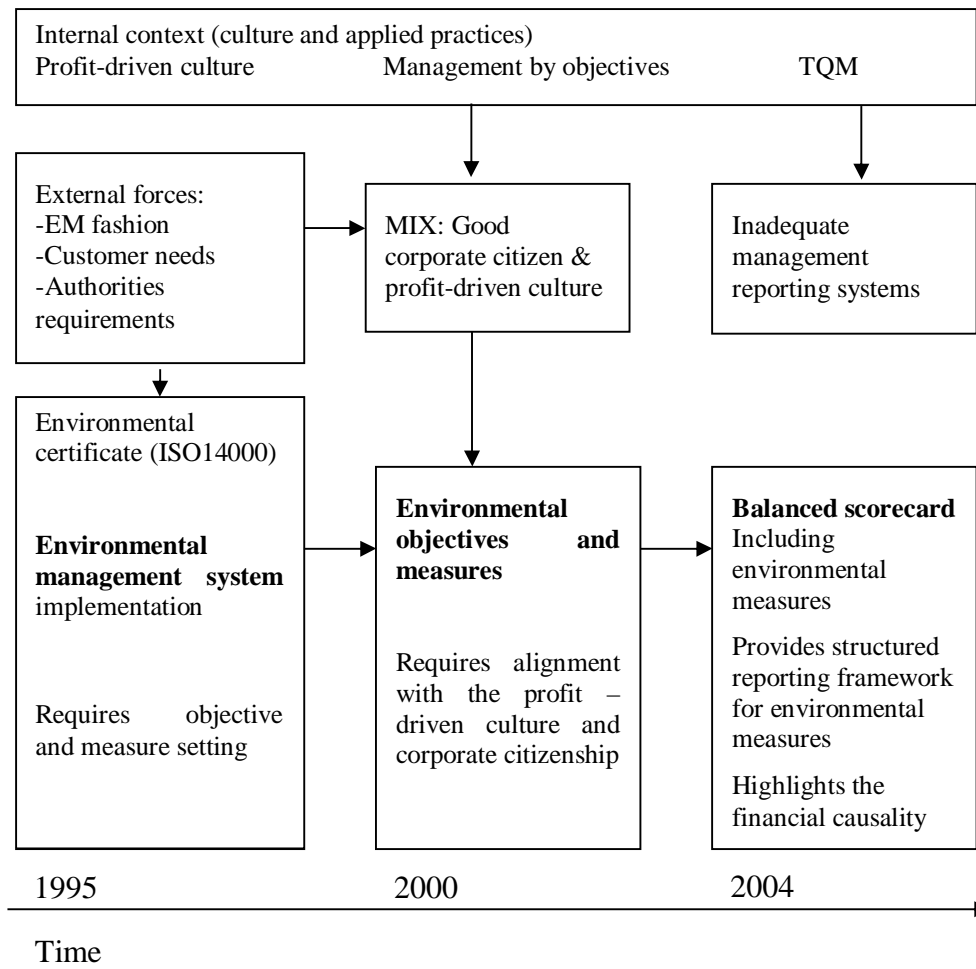 Internal context (culture and applied practices)
Profit-driven culture Management by objectives TQM
External forces:
-EM fashion
-Customer needs
-Authorities
requirements
MIX: Good
corporate citizen &
profit-driven culture
Inadequate
management
reporting systems
Environmental
certificate (ISO14000)
Environmental
management system
implementation
Requires objective
and measure setting
Environmental
objectives and
measures
Requires alignment
with the profit –
driven culture and
corporate citizenship
Balanced scorecard
Including
environmental
measures
Provides structured
reporting framework
for environmental
measures
Highlights the
financial causality
1995 2000 2004
Time